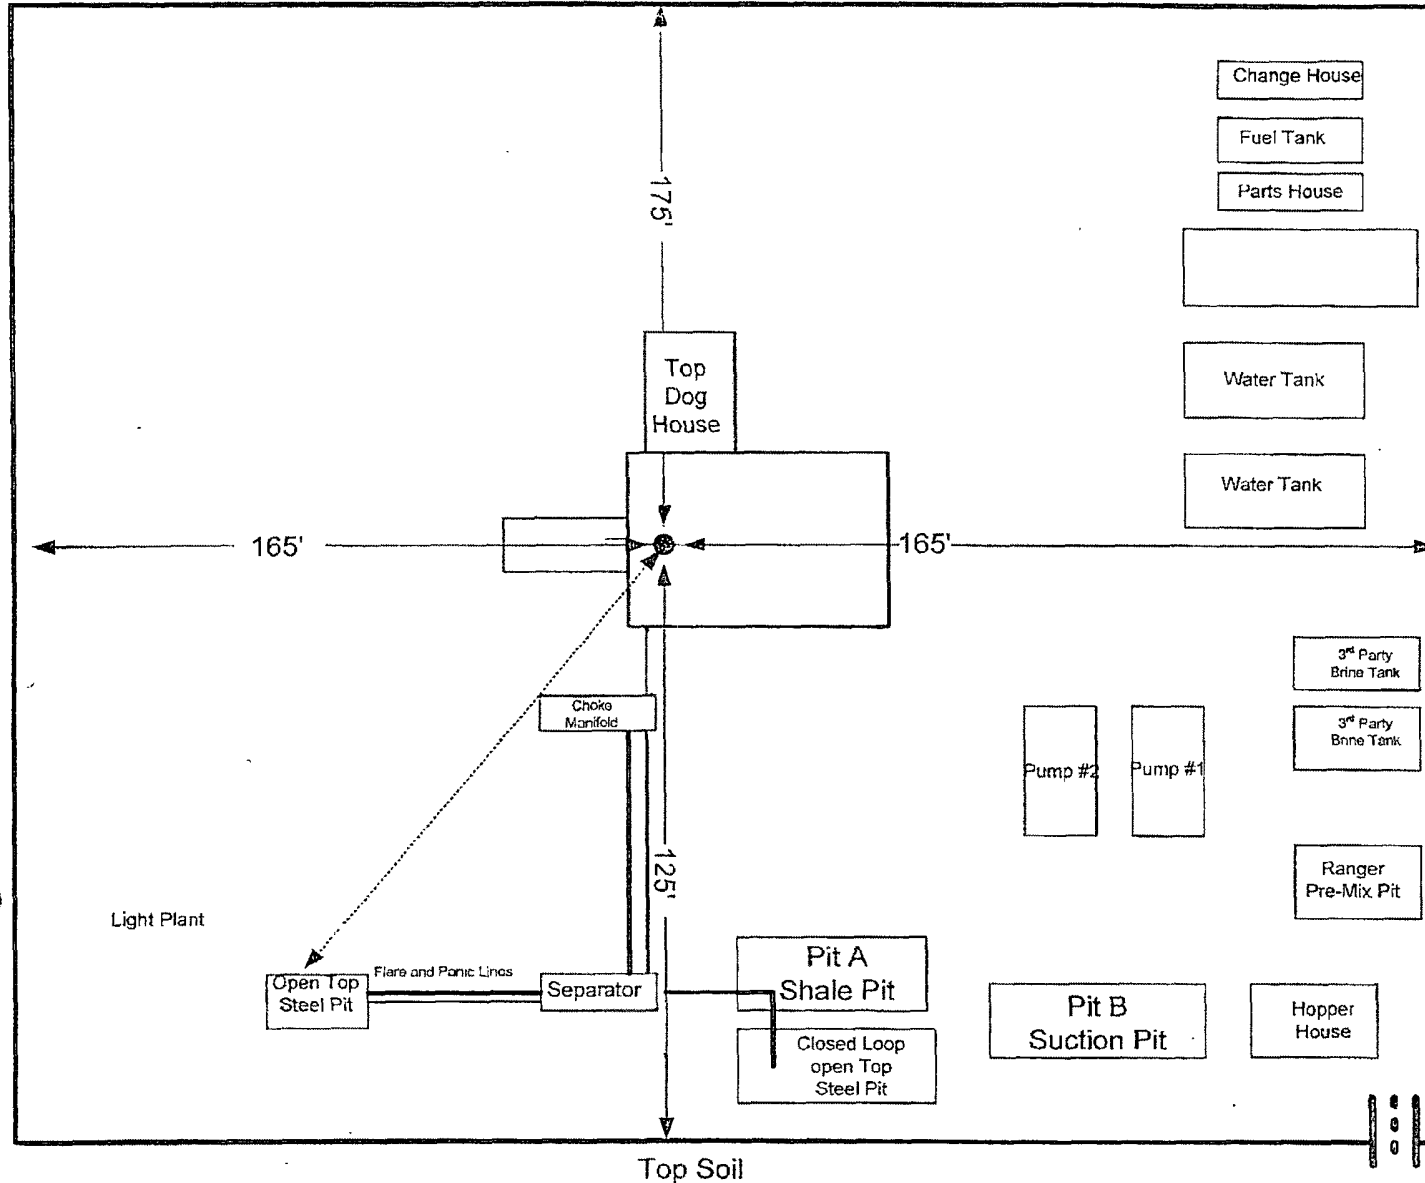 Change House
Fuel Tank
Parts House
175'
Top
Dog
House
Water Tank
Water Tank
165'
165'
3rd Party
Brine Tank
Choke
Manifold
3rd Party
Brine Tank
Pump #2
Pump #1
125'
Ranger
Pre-Mix Pit
Light Plant
Pit A
Shale Pit
Flare and Panic Lines
Open Top
Steel Pit
Separator
Pit B
Suction Pit
Hopper
House
Closed Loop
open Top
Steel Pit
Top Soil